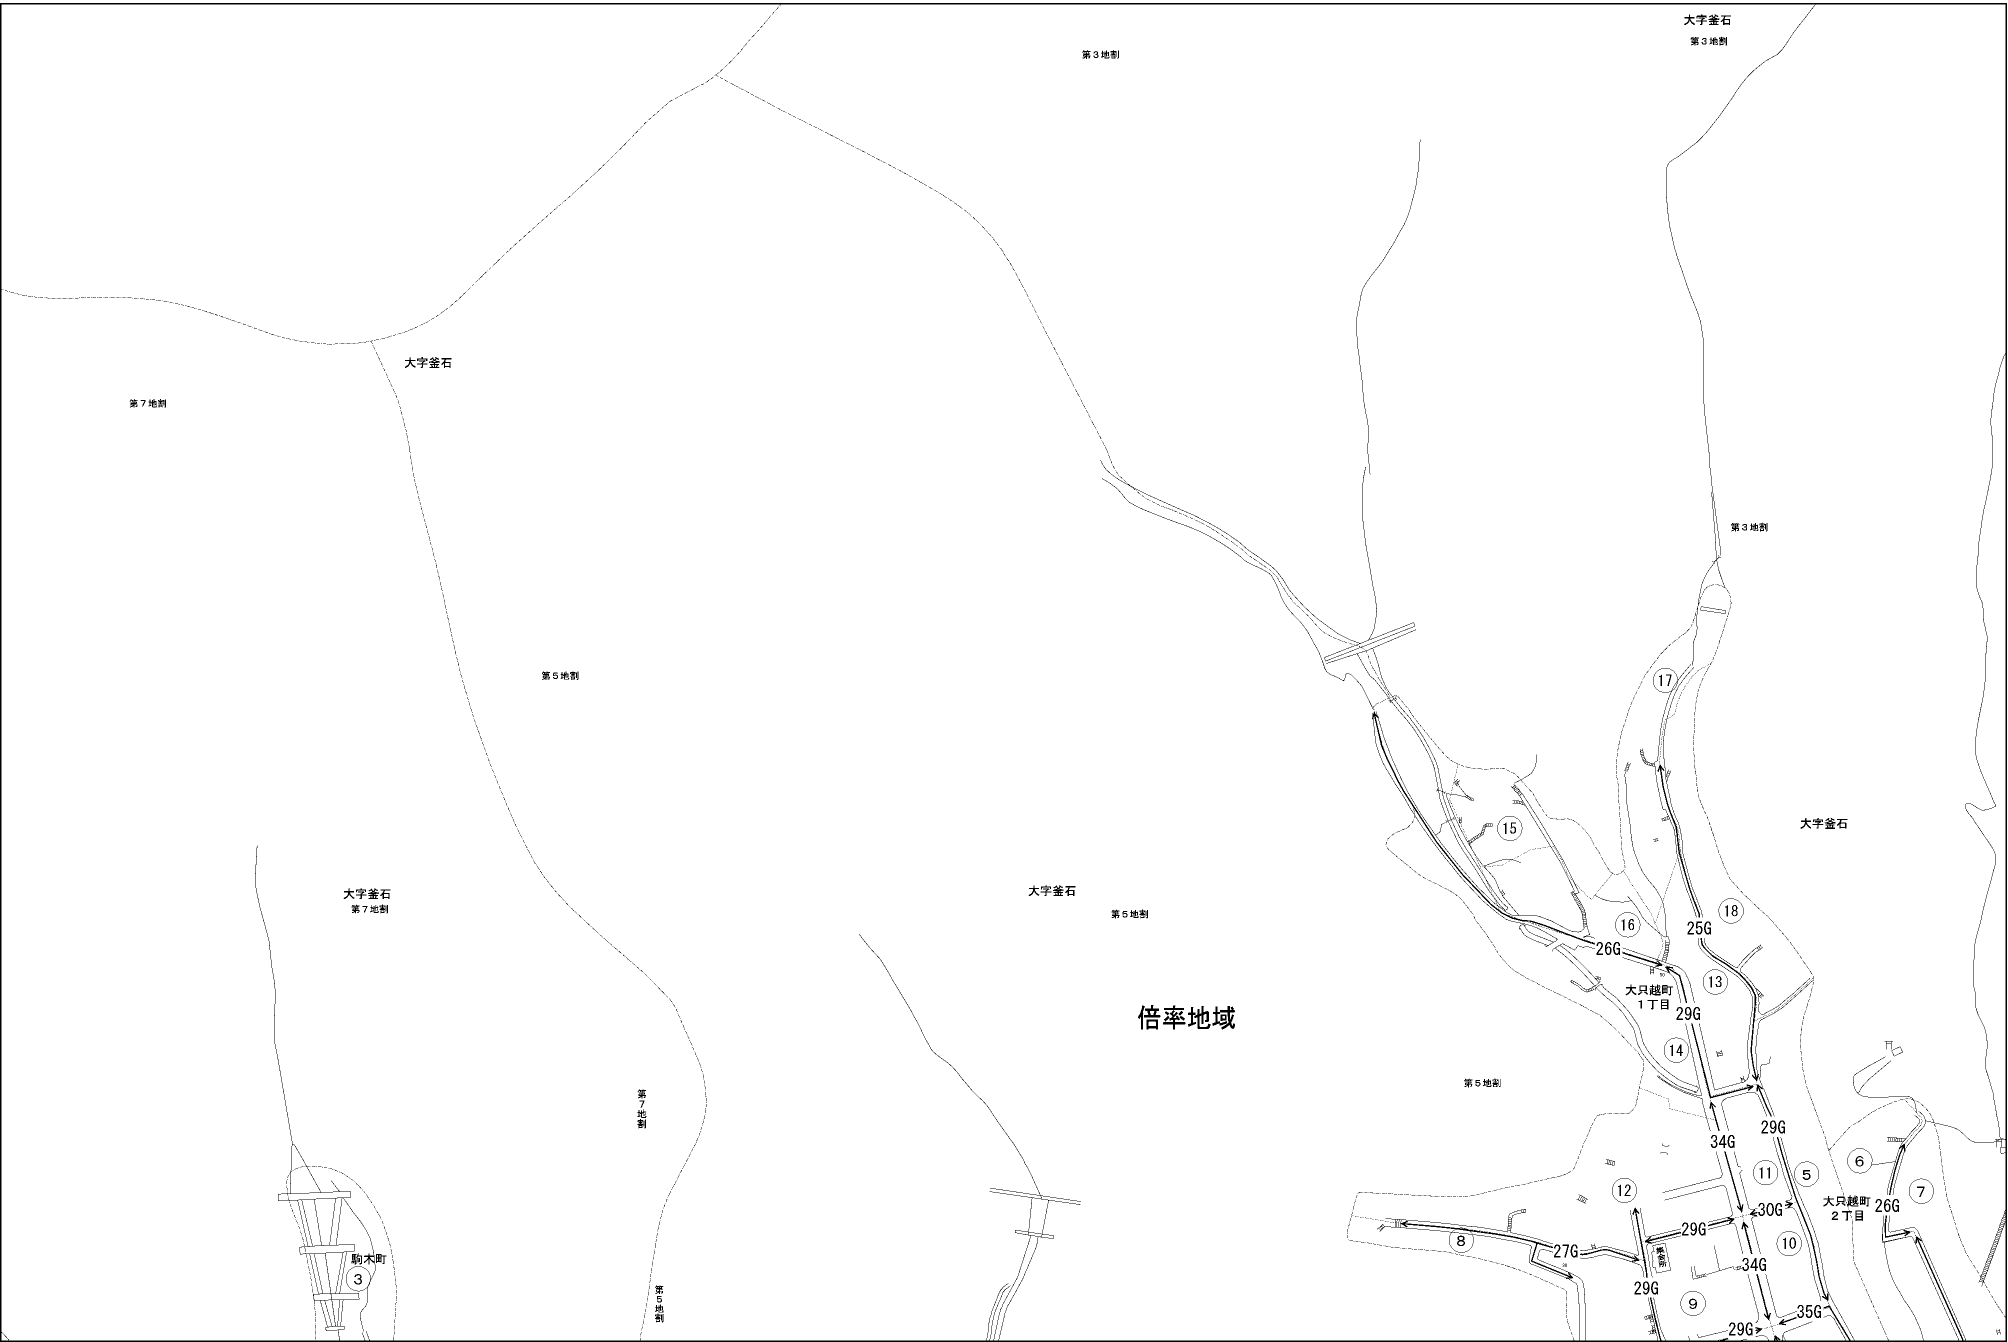 大字釜石
第3地割
第3地割
大字釜石
第7地割
第3地割
第5地割
17
大字釜石
15
大字釜石
第7地割
大字釜石
第5地割
18
16
25G
26G
13
大只越町
1丁目
29G
倍率地域
14
第5地割
第7地割
29G
34G
11
5
6
12
7
大只越町
2丁目
26G
30G
29G
8
27G
集会所
10
34G
駒木町
3
29G
第5地割
9
35G
29G